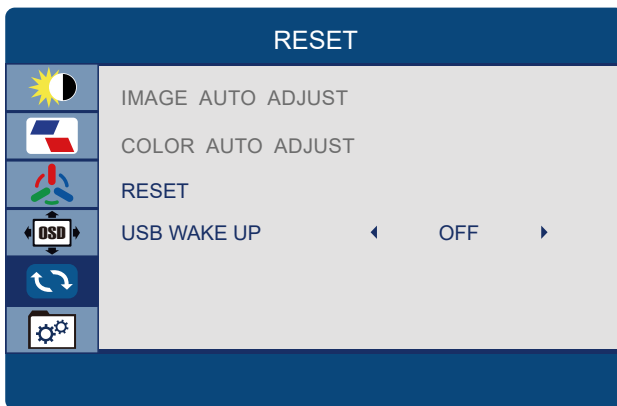 RESET
IMAGE AUTO ADJUST
COLOR AUTO ADJUST
RESET
USB WAKE UP OFF
OSD